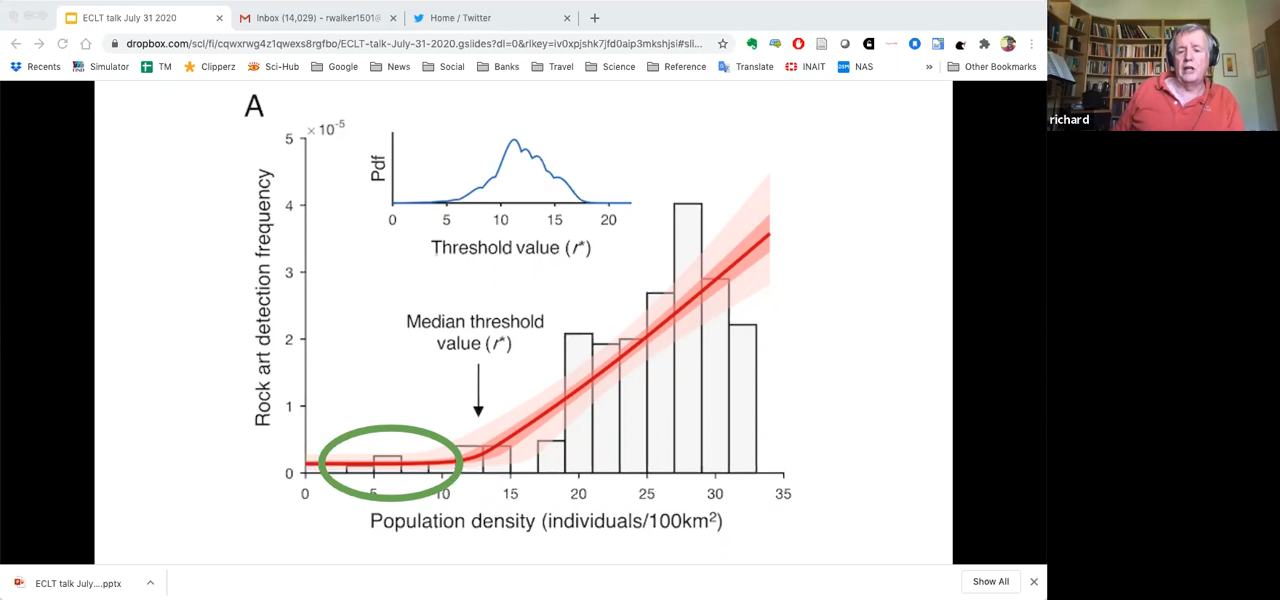 ECLT talk July 31 2020
Inbox (14,029) - rwalker1501@
Twitter Home / Twitter
dropbox.com/scl/fi/cqwxrwg4z1qwexs8rgfbo/ECLT-talk-July-31-2020.gslides?dl=0&rlkey=iv0xpjshk7jfd0aip3mkshjsi#sli...
Recents Simulator TM Clipperz Sci-Hub Google News Social Banks Travel Science Reference Translate INAIT NAS » Other Bookmarks
richard
A
× 10-5
5
4
3
2
1
0
Rock art detection frequency
Pdf
0 5 10 15 20
Threshold value (r*)
Median threshold
value (r*)
0 5 10 15 20 25 30 35
Population density (individuals/100km²)
ECLT talk July....pptx
Show All